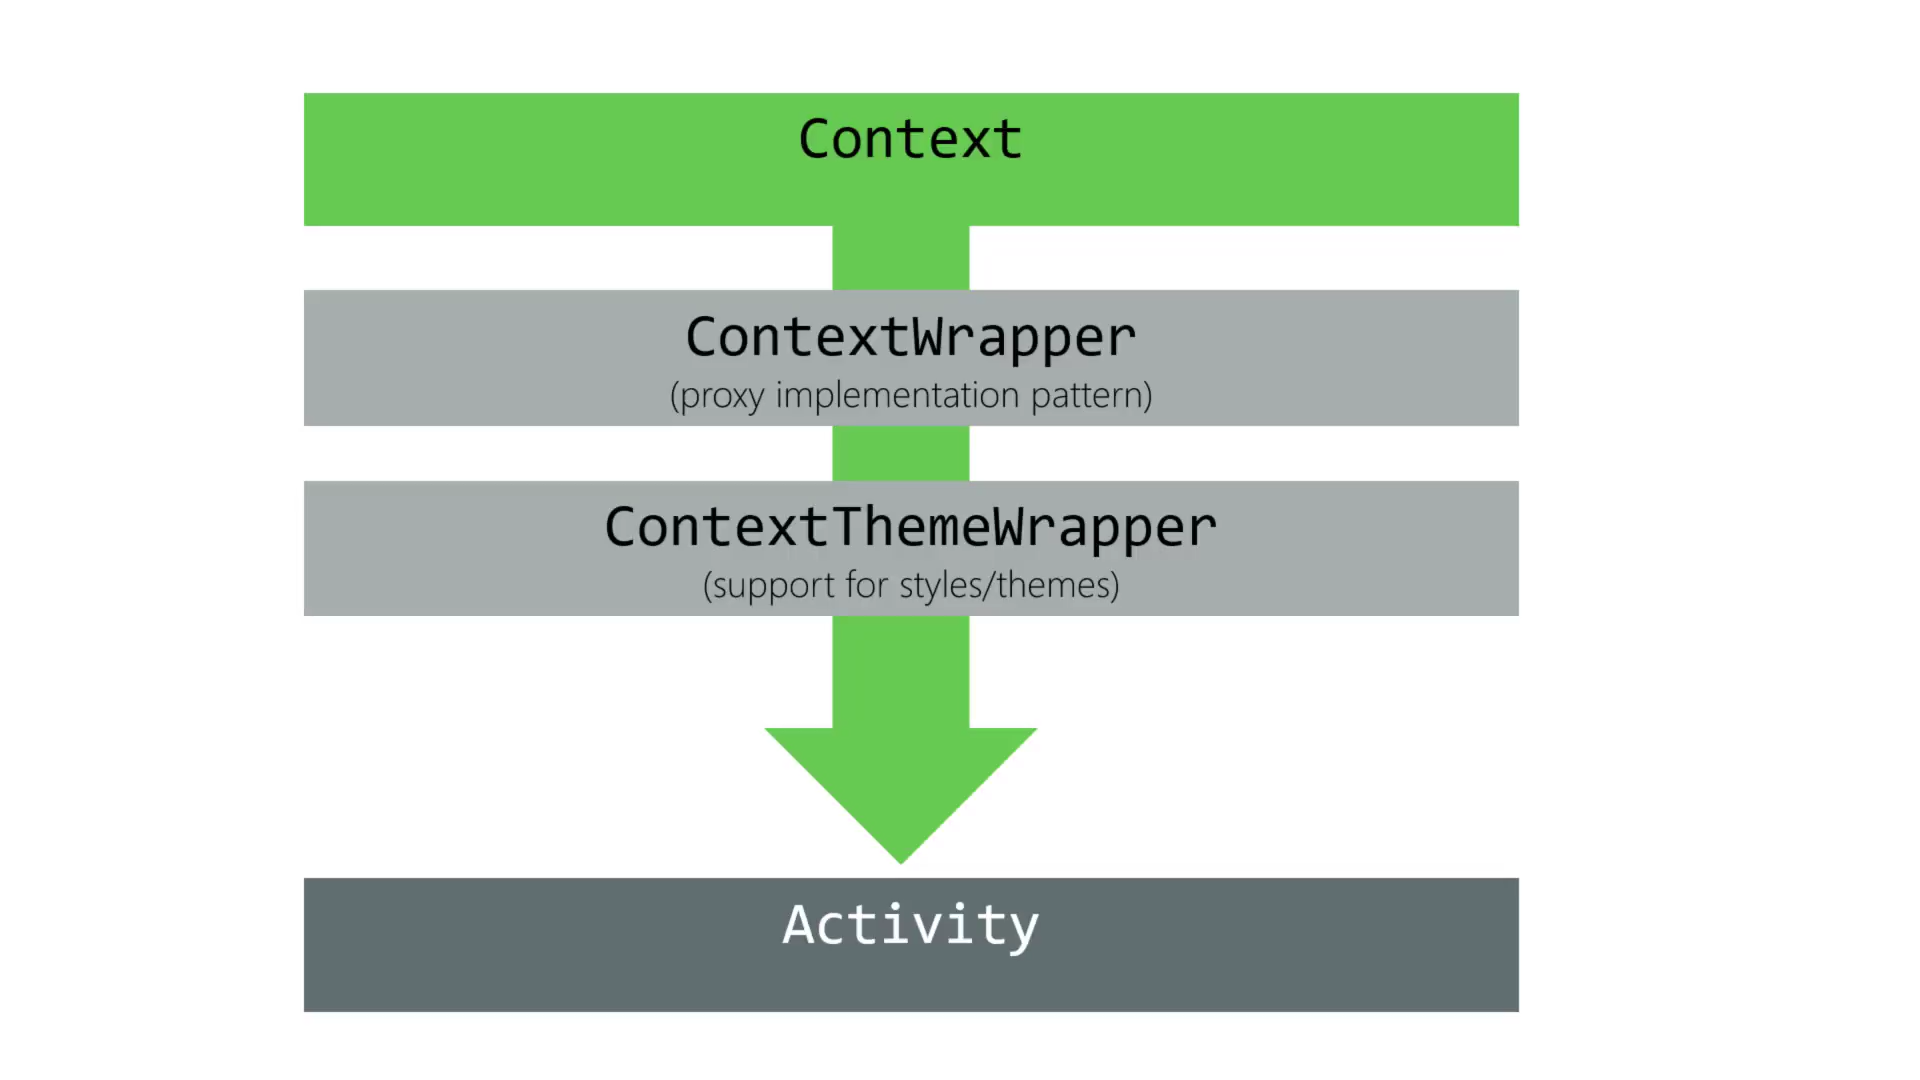 Context
ContextWrapper
(proxy implementation pattern)
ContextThemeWrapper
(support for styles/themes)
Activity